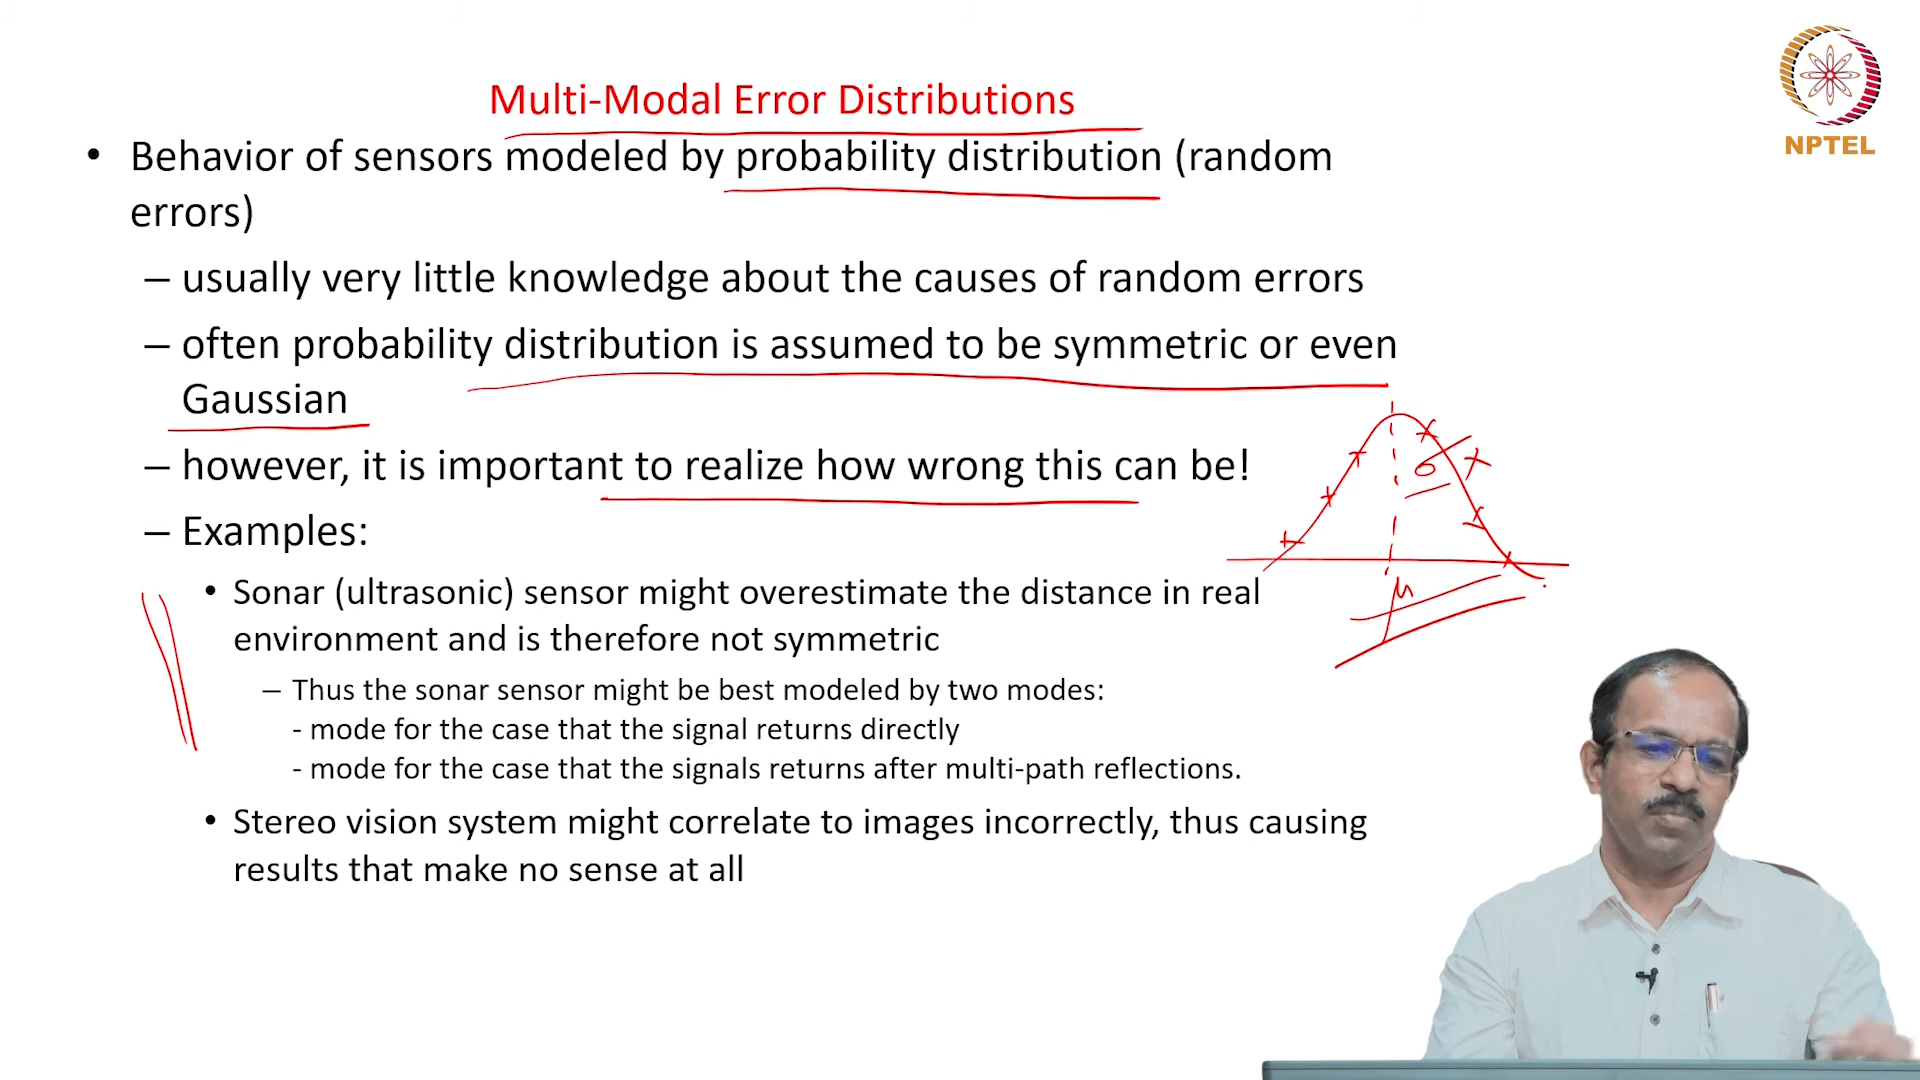 Multi-Modal Error Distributions
• Behavior of sensors modeled by probability distribution (random
errors)
– usually very little knowledge about the causes of random errors
– often probability distribution is assumed to be symmetric or even
Gaussian
– however, it is important to realize how wrong this can be!
– Examples:
• Sonar (ultrasonic) sensor might overestimate the distance in real
environment and is therefore not symmetric
– Thus the sonar sensor might be best modeled by two modes:
- mode for the case that the signal returns directly
- mode for the case that the signals returns after multi-path reflections.
• Stereo vision system might correlate to images incorrectly, thus causing
results that make no sense at all
σ
μ
NPTEL